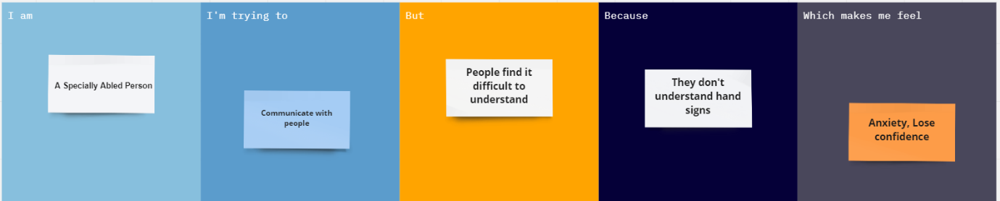 I am
A Specially Abled Person
I'm trying to
Communicate with
people
But
People find it
difficult to
understand
Because
They don't
understand hand
signs
Which makes me feel
Anxiety, Lose
confidence